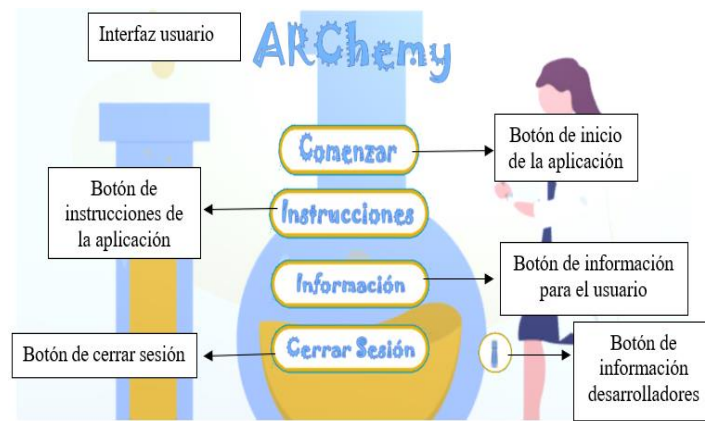 Interfaz usuario
ARChemy
Comenzar
Botón de inicio
de la aplicación
Botón de
instrucciones de
la aplicación
Instrucciones
Información
Botón de información
para el usuario
Botón de cerrar sesión
Cerrar Sesión
i
Botón de
información
desarrolladores